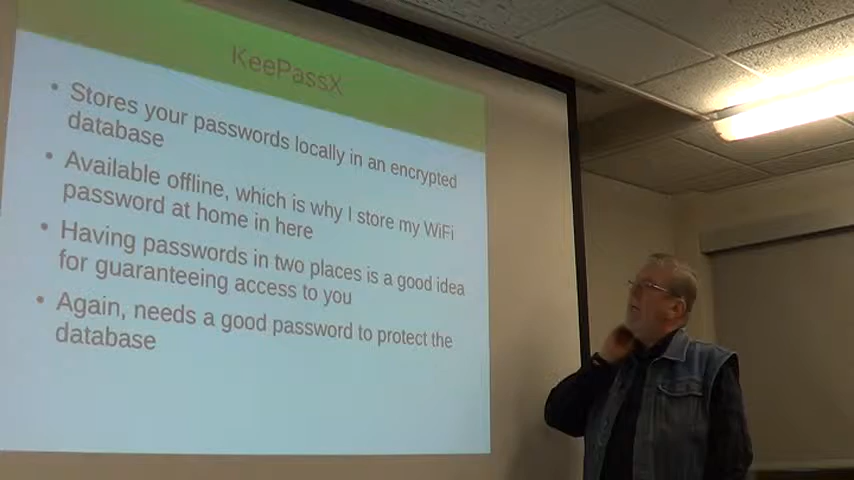 KeePassX
• Stores your passwords locally in an encrypted
database
• Available offline, which is why I store my WiFi
password at home in here
• Having passwords in two places is a good idea
for guaranteeing access to you
• Again, needs a good password to protect the
database